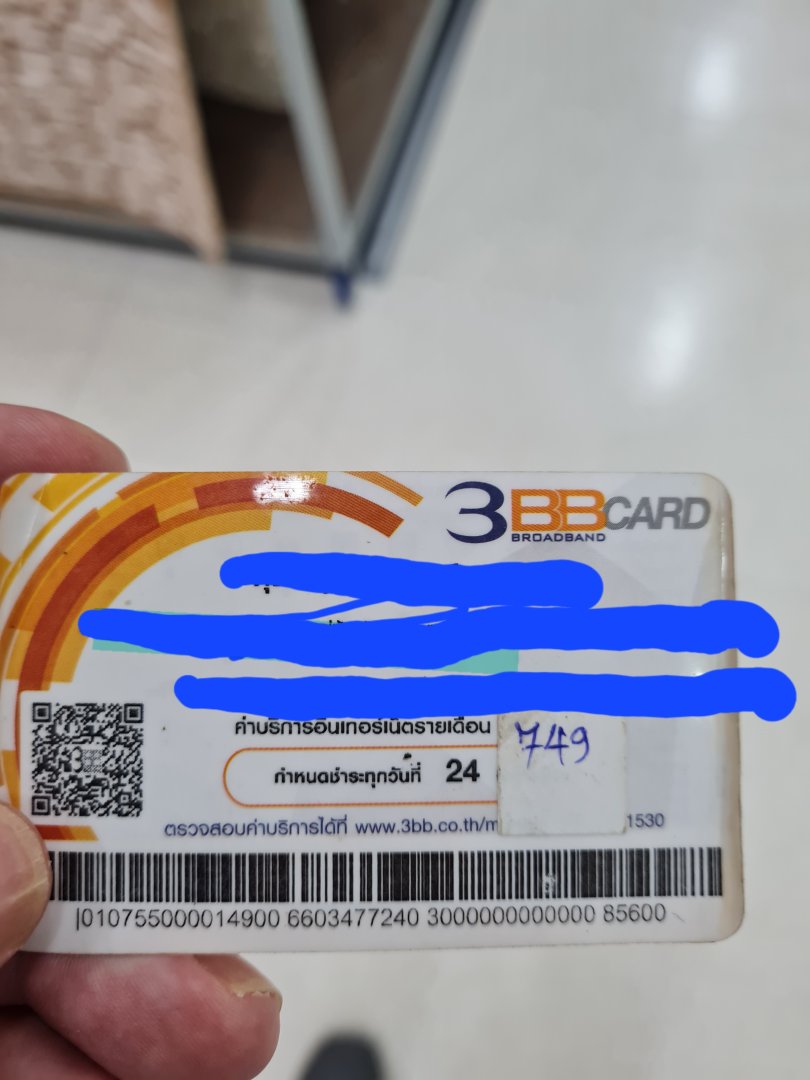 3BB CARD
BROADBAND
ค่าบริการอินเทอร์เน็ตรายเดือน
749
กำหนดชำระทุกวันที่ 24
ตรวจสอบค่าบริการได้ที่ www.3bb.co.th/m 1530
|010755000014900 6603477240 3000000000000 85600